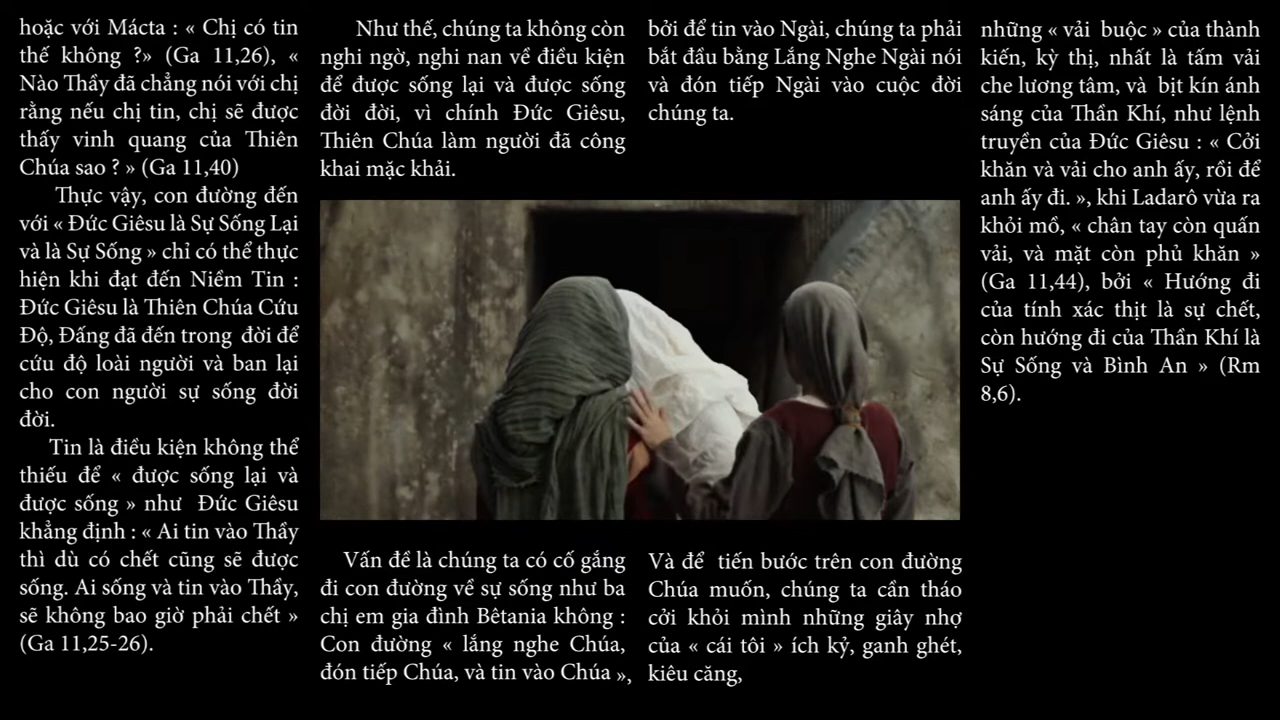 hoặc với Mácta : « Chị có tin
thế không ?» (Ga 11,26), «
Nào Thầy đã chẳng nói với chị
rằng nếu chị tin, chị sẽ được
thấy vinh quang của Thiên
Chúa sao ? » (Ga 11,40)
Thực vậy, con đường đến
với « Đức Giêsu là Sự Sống Lại
và là Sự Sống » chỉ có thể thực
hiện khi đạt đến Niềm Tin :
Đức Giêsu là Thiên Chúa Cứu
Độ, Đấng đã đến trong đời để
cứu độ loài người và ban lại
cho con người sự sống đời
đời.
Tin là điều kiện không thể
thiếu để « được sống lại và
được sống » như Đức Giêsu
khẳng định : « Ai tin vào Thầy
thì dù có chết cũng sẽ được
sống. Ai sống và tin vào Thầy,
sẽ không bao giờ phải chết »
(Ga 11,25-26).
Như thế, chúng ta không còn
nghi ngờ, nghi nan về điều kiện
để được sống lại và được sống
đời đời, vì chính Đức Giêsu,
Thiên Chúa làm người đã công
khai mặc khải.
Vấn đề là chúng ta có cố gắng
đi con đường về sự sống như ba
chị em gia đình Bêtania không :
Con đường « lắng nghe Chúa,
đón tiếp Chúa, và tin vào Chúa »,
bởi để tin vào Ngài, chúng ta phải
bắt đầu bằng Lắng Nghe Ngài nói
và đón tiếp Ngài vào cuộc đời
chúng ta.
Và để tiến bước trên con đường
Chúa muốn, chúng ta cần tháo
cởi khỏi mình những giây nhợ
của « cái tôi » ích kỷ, ganh ghét,
kiêu căng,
những « vải buộc » của thành
kiến, kỳ thị, nhất là tấm vải
che lương tâm, và bịt kín ánh
sáng của Thần Khí, như lệnh
truyền của Đức Giêsu : « Cởi
khăn và vải cho anh ấy, rồi để
anh ấy đi. », khi Ladarô vừa ra
khỏi mồ, « chân tay còn quấn
vải, và mặt còn phủ khăn »
(Ga 11,44), bởi « Hướng đi
của tính xác thịt là sự chết,
còn hướng đi của Thần Khí là
Sự Sống và Bình An » (Rm
8,6).